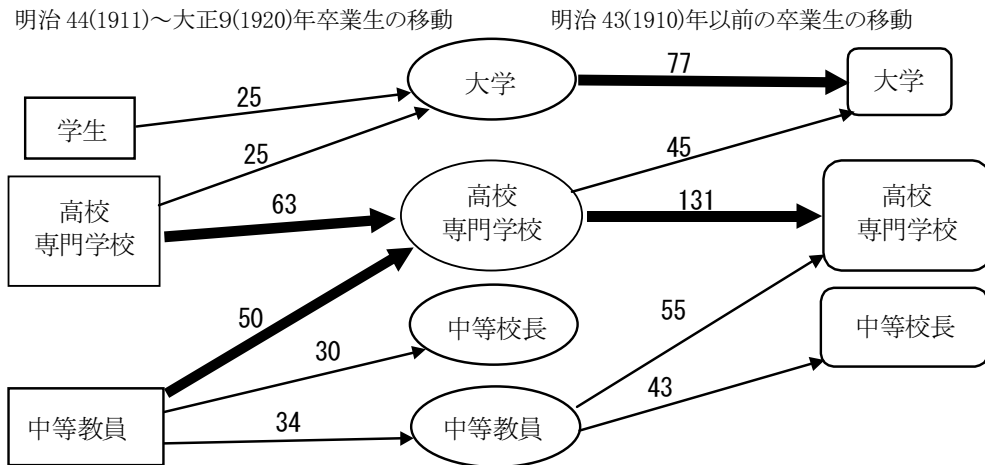 明治 44(1911)～大正9(1920)年卒業生の移動
明治 43(1910)年以前の卒業生の移動
学生
高校
専門学校
中等教員
25
25
63
50
30
34
大学
高校
専門学校
中等校長
中等教員
77
45
131
55
43
大学
高校
専門学校
中等校長